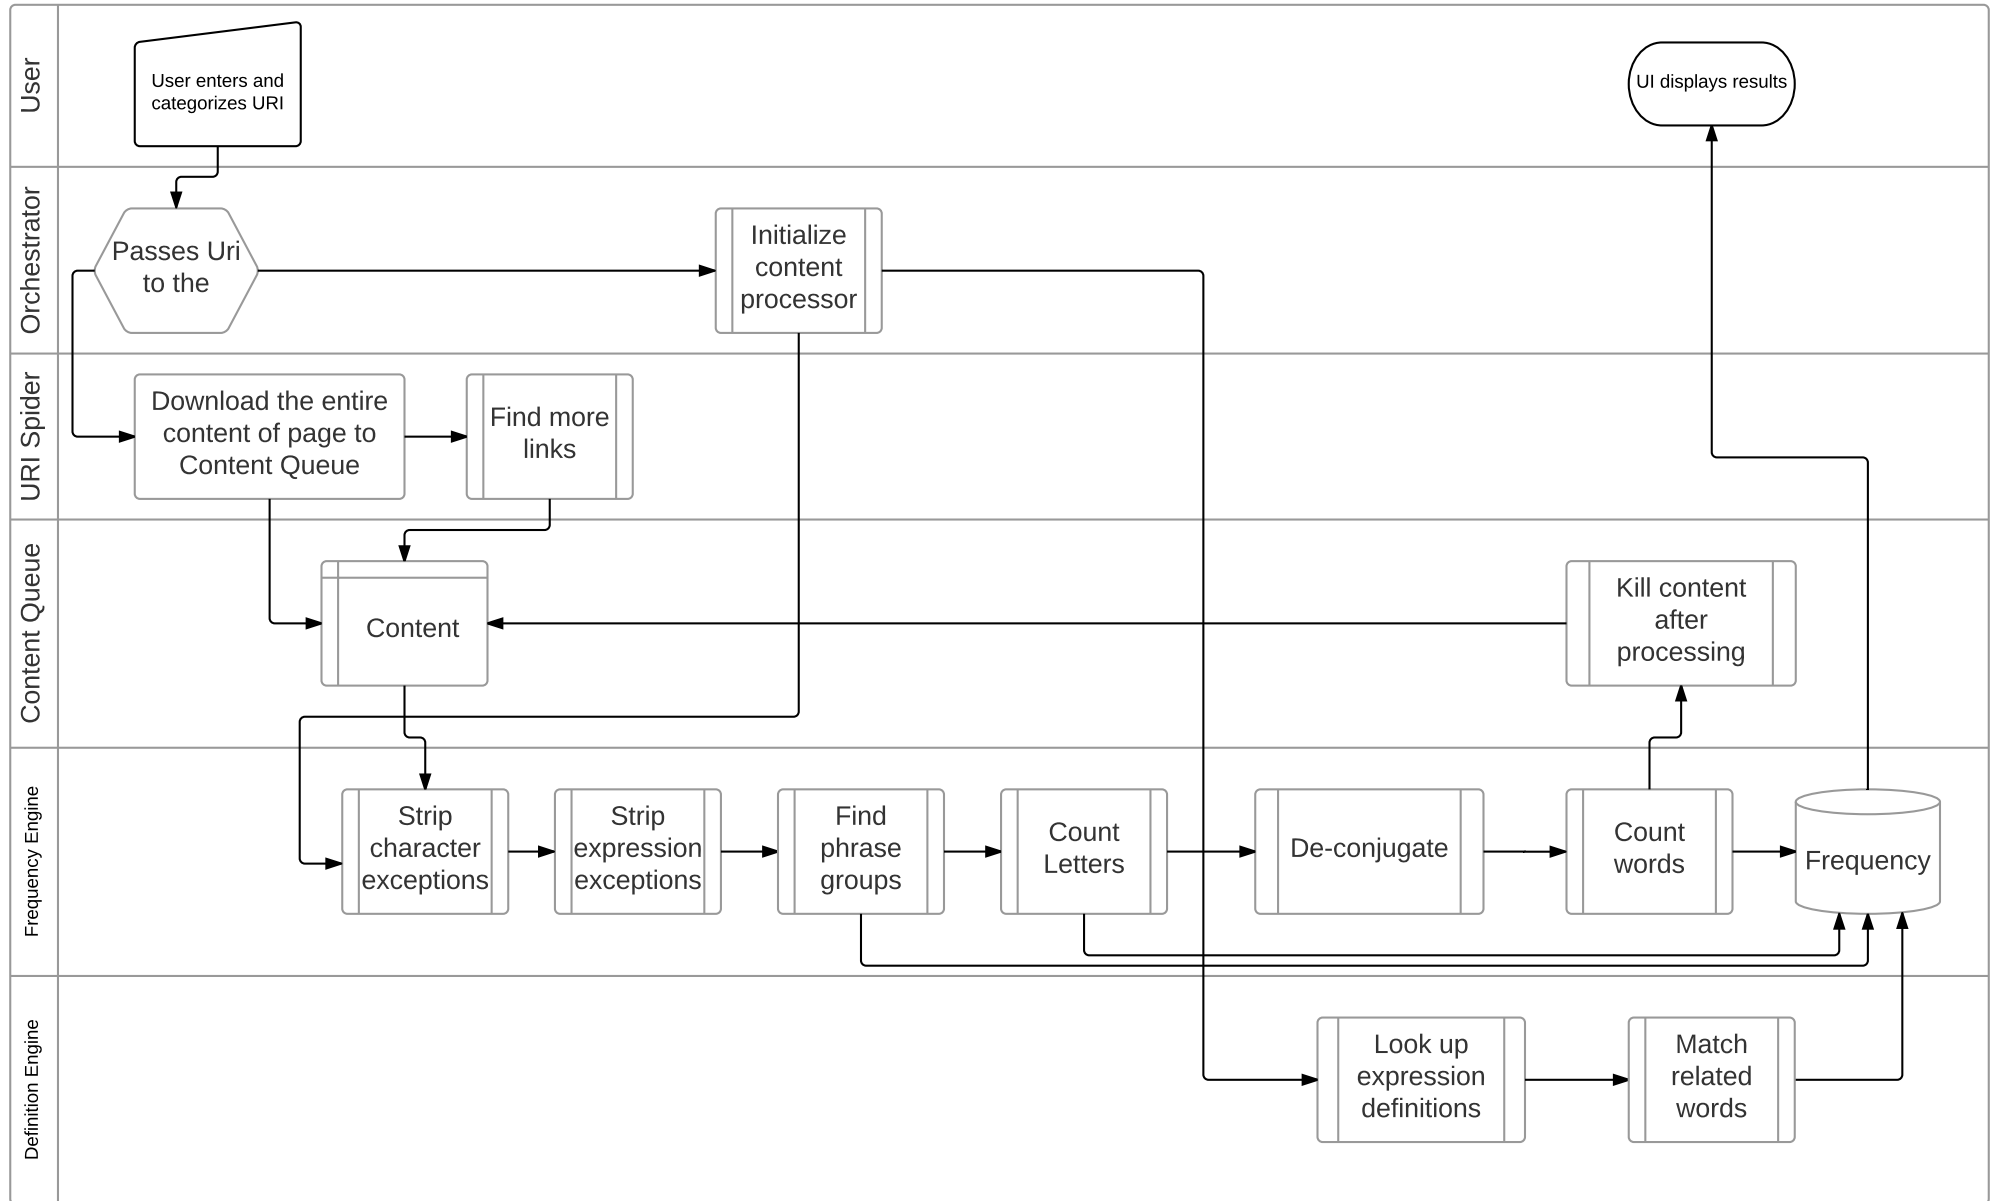 User
User enters and
categorizes URI
UI displays results
Orchestrator
Passes Uri
to the
Initialize
content
processor
URI Spider
Download the entire
content of page to
Content Queue
Find more
links
Content Queue
Content
Kill content
after
processing
Frequency Engine
Strip
character
exceptions
Strip
expression
exceptions
Find
phrase
groups
Count
Letters
De-conjugate
Count
words
Frequency
Definition Engine
Look up
expression
definitions
Match
related
words